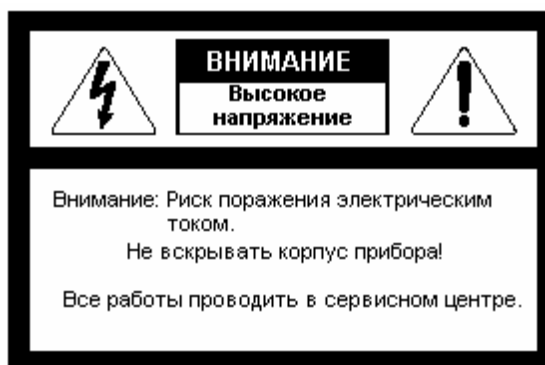 ВНИМАНИЕ
Высокое
напряжение
Внимание: Риск поражения электрическим
током.
Не вскрывать корпус прибора!
Все работы проводить в сервисном центре.